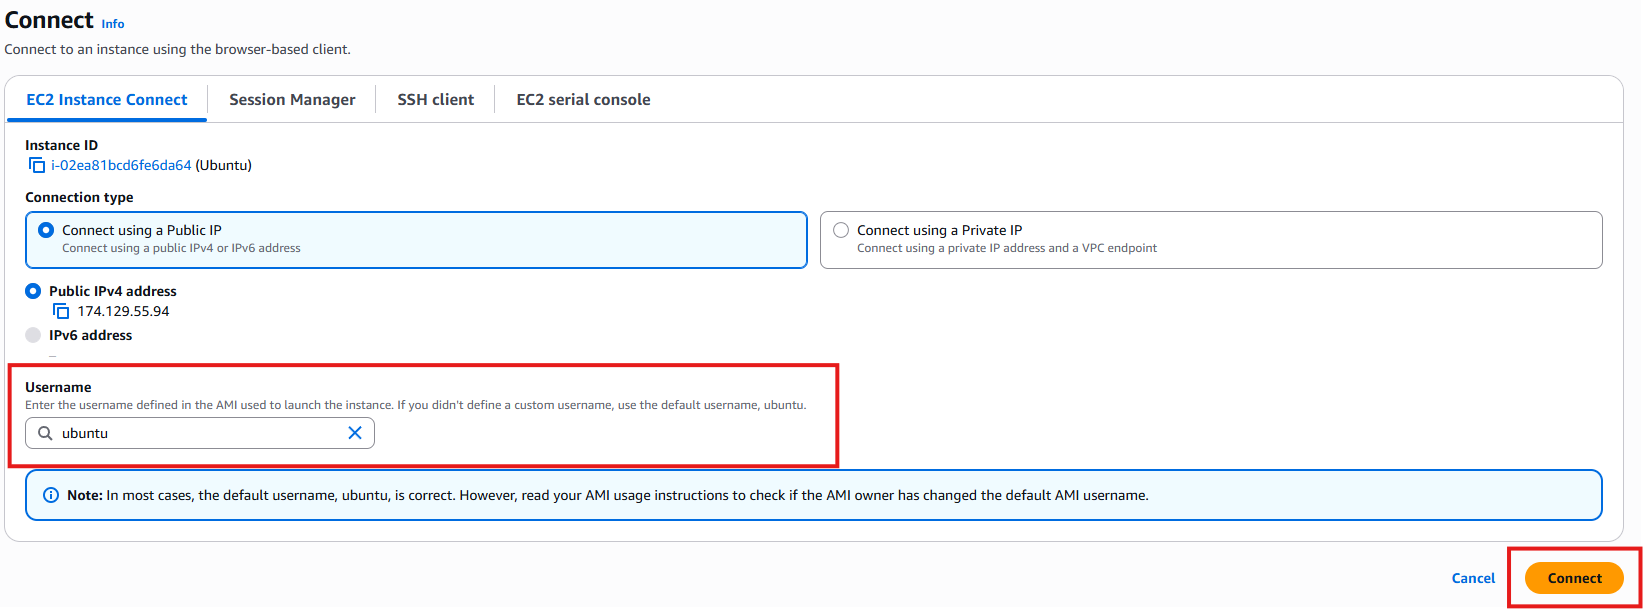 Connect Info
Connect to an instance using the browser-based client.
EC2 Instance Connect Session Manager SSH client EC2 serial console
Instance ID
i-02ea81bcd6fe6da64 (Ubuntu)
Connection type
Connect using a Public IP
Connect using a public IPv4 or IPv6 address
Connect using a Private IP
Connect using a private IP address and a VPC endpoint
Public IPv4 address
174.129.55.94
IPv6 address
–
Username
Enter the username defined in the AMI used to launch the instance. If you didn't define a custom username, use the default username, ubuntu.
ubuntu
Note: In most cases, the default username, ubuntu, is correct. However, read your AMI usage instructions to check if the AMI owner has changed the default AMI username.
Cancel Connect